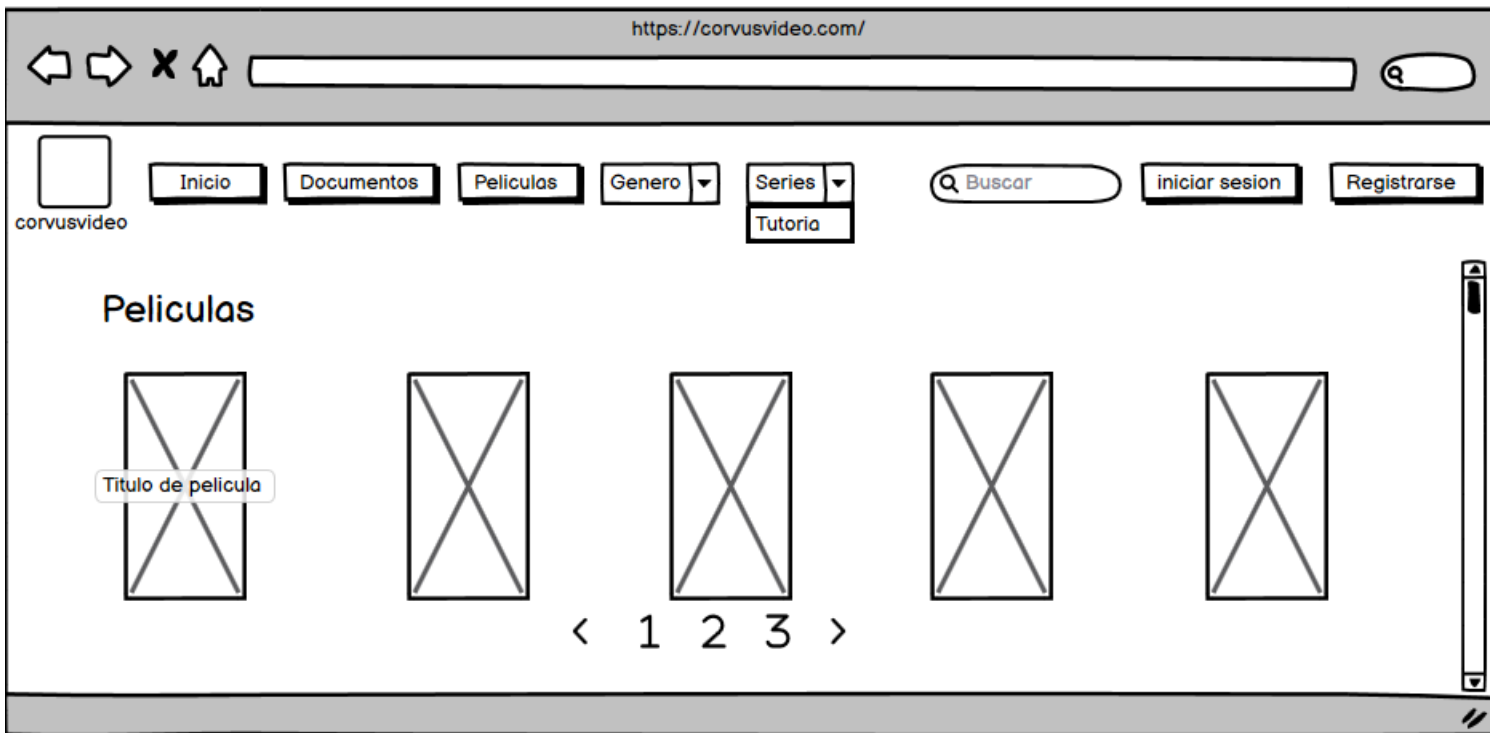 https://corvusvideo.com/
Inicio
Documentos
Peliculas
Genero
Series
Buscar
iniciar sesion
Registrarse
corvusvideo
Tutoria
Peliculas
Titulo de pelicula
< 1 2 3 >